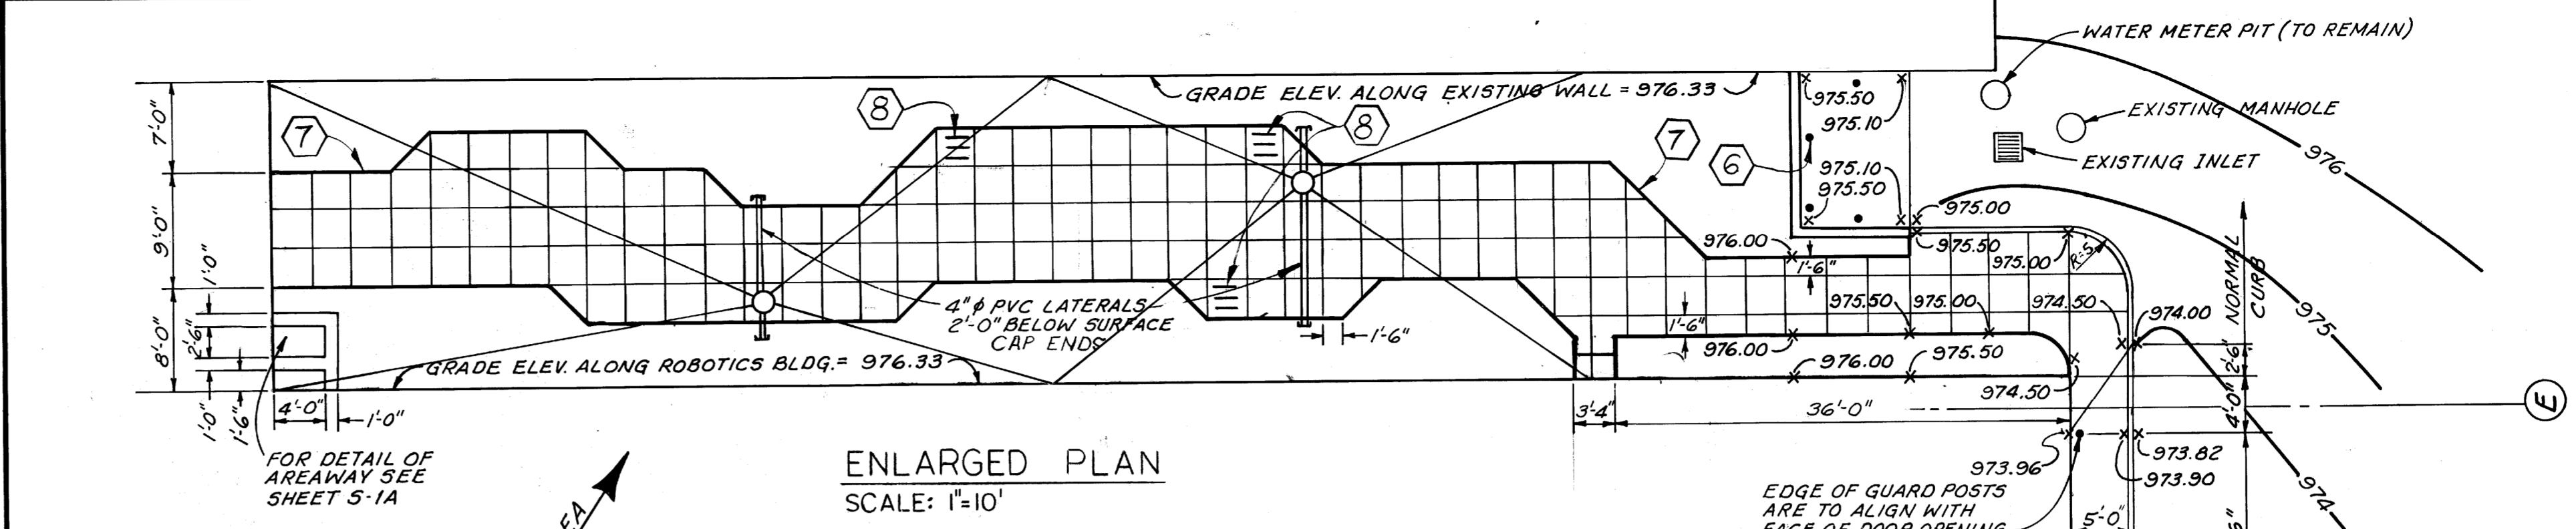 WATER METER PIT (TO REMAIN)
EXISTING MANHOLE
EXISTING INLET
976
975
974
GRADE ELEV. ALONG EXISTING WALL = 976.33
7'-0"
9'-0"
8'-0"
1'-0"
2'-6"
1'-0"
1'-6"
4'-0"
1'-0"
7
8
8
7
6
975.50
975.10
975.10
975.50
975.00
975.50
975.00
R=5'
976.00
1'-6"
975.50
975.00
974.50
974.00
1'-6"
976.00
976.00
975.50
974.50
NORMAL
CURB
2'-6"
4'-0"
E
4"φ PVC LATERALS
2'-0" BELOW SURFACE
CAP ENDS
1'-6"
GRADE ELEV. ALONG ROBOTICS BLDG. = 976.33
3'-4"
36'-0"
973.96
973.82
973.90
FOR DETAIL OF
AREAWAY SEE
SHEET S-1A
ENLARGED PLAN
SCALE: 1"=10'
EDGE OF GUARD POSTS
ARE TO ALIGN WITH
FACE OF DOOR OPENING
5'-0"